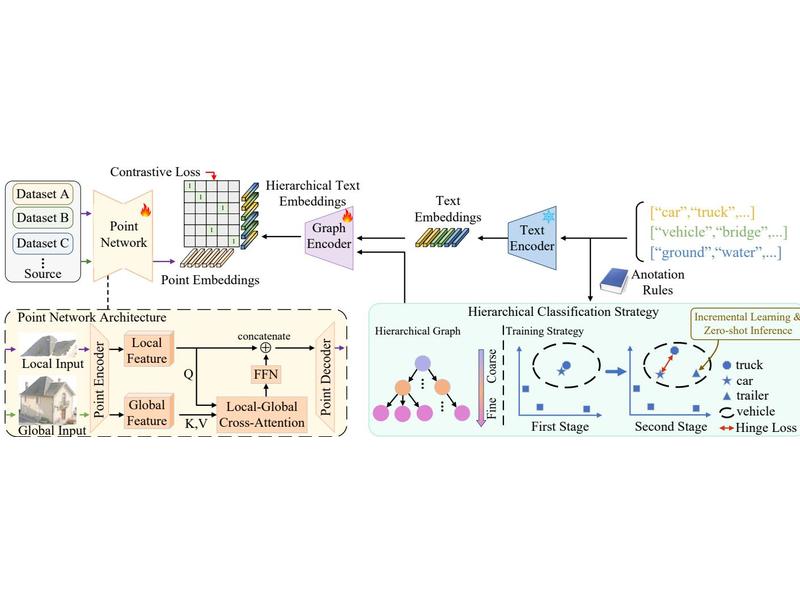 Contrastive Loss
Dataset A
Dataset B
Dataset C
Source
Point
Network
1
1
1
1
1
Point Embeddings
Hierarchical Text
Embeddings
Graph
Encoder
Text
Embeddings
Text
Encoder
["car","truck",...]
["vehicle","bridge",...]
["ground","water",...]
Anotation
Rules
Point Network Architecture
Local Input
Global Input
Point Encoder
Local
Feature
Global
Feature
Q
K,V
concatenate
FFN
Local-Global
Cross-Attention
Point Decoder
Hierarchical Classification Strategy
Hierarchical Graph
Coarse
Fine
Training Strategy
First Stage
Second Stage
Incremental Learning &
Zero-shot Inference
truck
car
trailer
vehicle
Hinge Loss